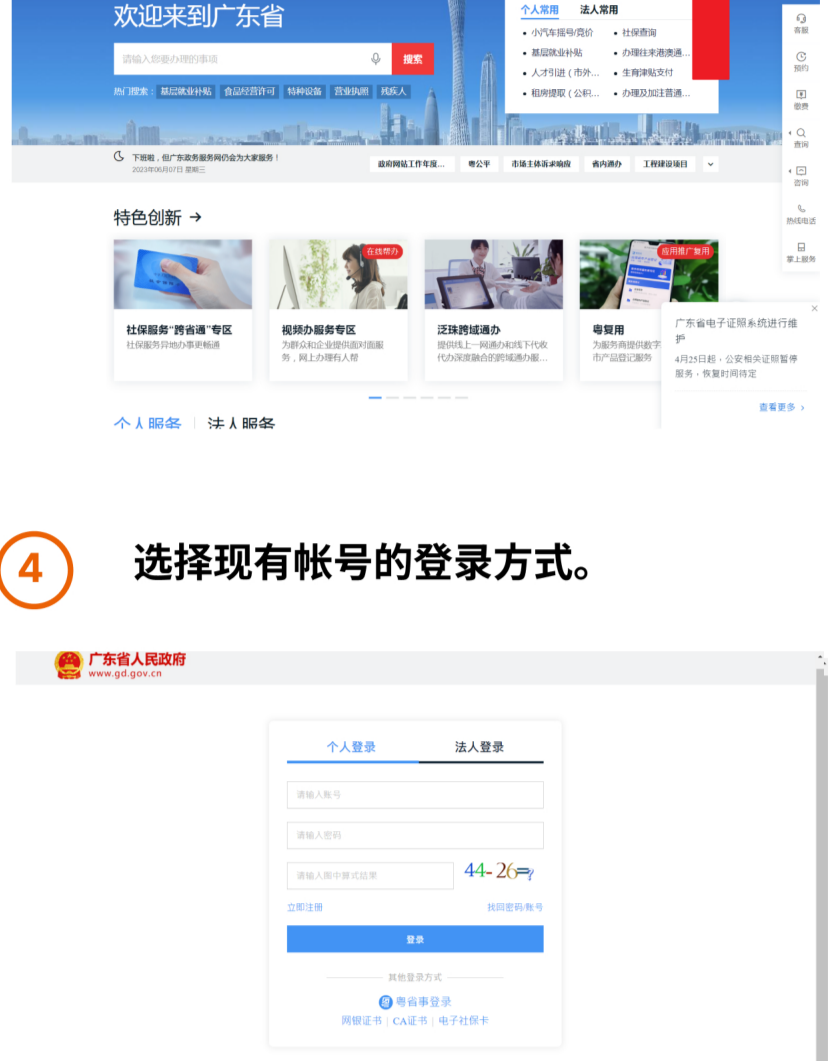 欢迎来到广东省
个人常用 法人常用
小汽车摇号/竞价 社保查询
基层就业补贴 办理往来港澳通...
人才引进（市外... 生育津贴支付
租房提取（公积... 办理及加注普通...
请输入您要办理的事项 搜索
热门搜索： 基层就业补贴 食品经营许可 特种设备 营业执照 残疾人
客服
预约
缴费
查询
咨询
热线电话
掌上服务
下班啦，但广东政务服务网仍会为大家服务！
2023年06月07日 星期三
政府网站工作年度... 粤公平 市场主体诉求响应 省内通办 工程建设项目
特色创新 →
在线帮办
应用推广复用
社保服务“跨省通”专区
社保服务异地办事更畅通
视频办服务专区
为群众和企业提供面对面服
务，网上办理有人帮
泛珠跨域通办
提供线上一网通办和线下代收
代办深度融合的跨域通办服...
粤复用
为服务商提供数字
市产品登记服务
广东省电子证照系统进行维
护
4月25日起，公安相关证照暂停
服务，恢复时间待定
查看更多 >
个人服务 | 法人服务
4
选择现有帐号的登录方式。
广东省人民政府
www.gd.gov.cn
个人登录 法人登录
请输入账号
请输入密码
请输入图中算式结果 44-26=?
立即注册 找回密码/账号
登录
其他登录方式
粤省事登录
网银证书 | CA证书 | 电子社保卡